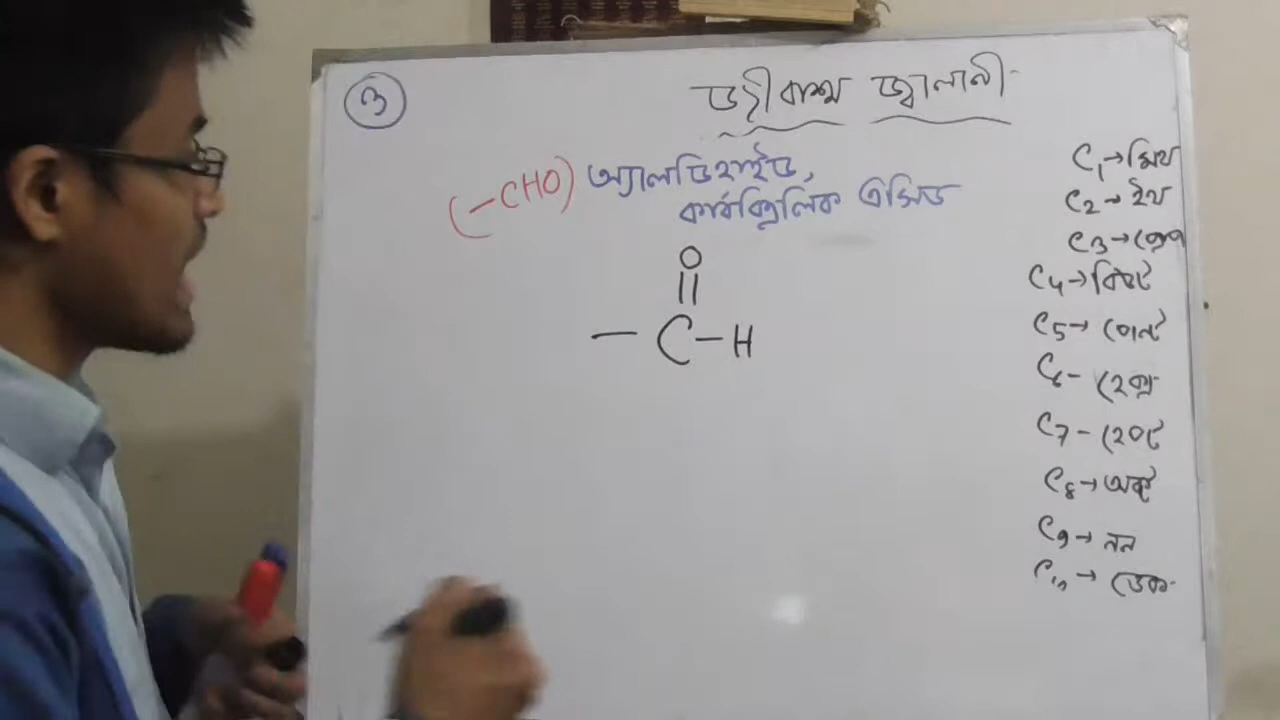 ৩
জীবাশ্ম জ্বালানী
(–CHO) অ্যালডিহাইড,
কার্বক্সিলিক এসিড
O
||
– C – H
C₁→মিথ
C₂→ইথ
C₃→প্রোপ
C₄→বিউট
C₅→পেন্ট
C₆- হেক্স
C₇– হেপ্ট
C₈→অক্ট
C₉→ নন
C₁₀→ ডেক